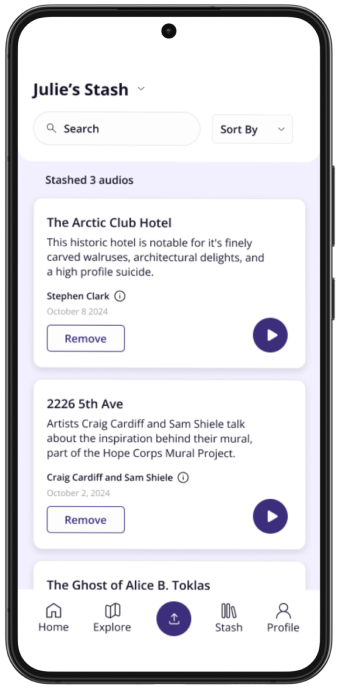 Julie's Stash
Search
Sort By
Stashed 3 audios
The Arctic Club Hotel
This historic hotel is notable for it's finely
carved walruses, architectural delights, and
a high profile suicide.
Stephen Clark
October 8 2024
Remove
2226 5th Ave
Artists Craig Cardiff and Sam Shiele talk
about the inspiration behind their mural,
part of the Hope Corps Mural Project.
Craig Cardiff and Sam Shiele
October 2, 2024
Remove
The Ghost of Alice B. Toklas
Home
Explore
Stash
Profile